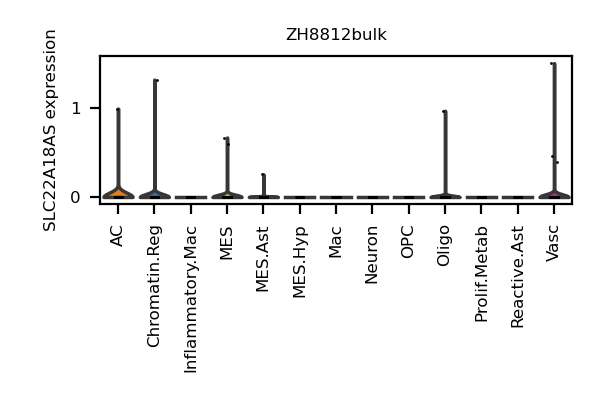 ZH8812bulk
SLC22A18AS expression
1
0
AC
Chromatin.Reg
Inflammatory.Mac
MES
MES.Ast
MES.Hyp
Mac
Neuron
OPC
Oligo
Prolif.Metab
Reactive.Ast
Vasc